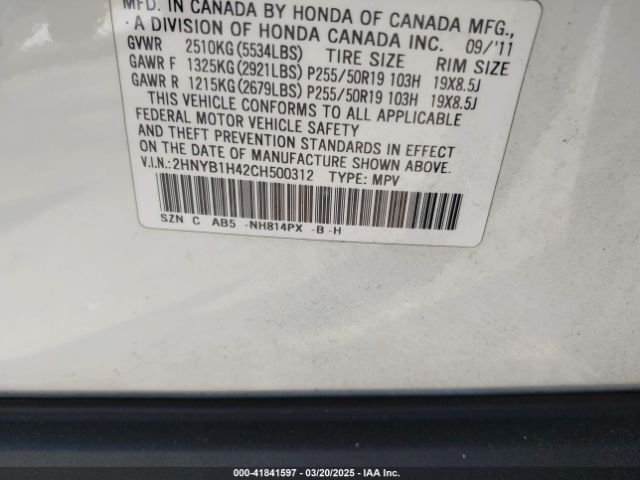 MFD. IN CANADA BY HONDA OF CANADA MFG.,
A DIVISION OF HONDA CANADA INC. 09/'11
GVWR 2510KG(5534LBS) TIRE SIZE RIM SIZE
GAWR F 1325KG(2921LBS) P255/50R19 103H 19X8.5J
GAWR R 1215KG(2679LBS) P255/50R19 103H 19X8.5J
THIS VEHICLE CONFORMS TO ALL APPLICABLE
FEDERAL MOTOR VEHICLE SAFETY
AND THEFT PREVENTION STANDARDS IN EFFECT
ON THE DATE OF MANUFACTURE SHOWN ABOVE.
V.I.N.: 2HNYB1H42CH500312 TYPE: MPV
SZN C AB5 -NH814PX -B-H
000-41841597 - 03/20/2025 - IAA Inc.